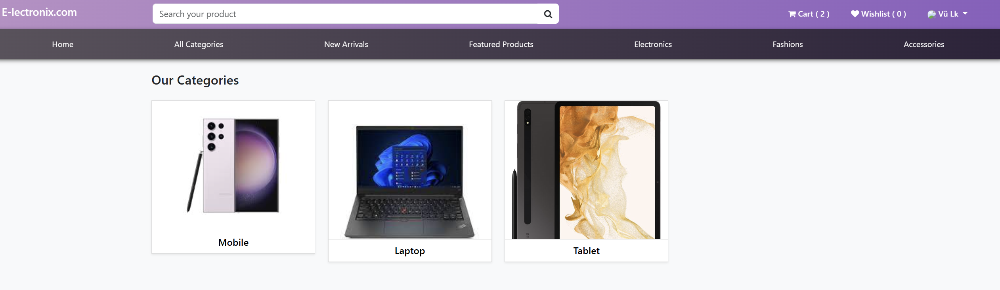 E-lectronix.com
Search your product
Cart ( 2 )
Wishlist ( 0 )
Vũ Lk
Home
All Categories
New Arrivals
Featured Products
Electronics
Fashions
Accessories
Our Categories
Mobile
Laptop
Tablet